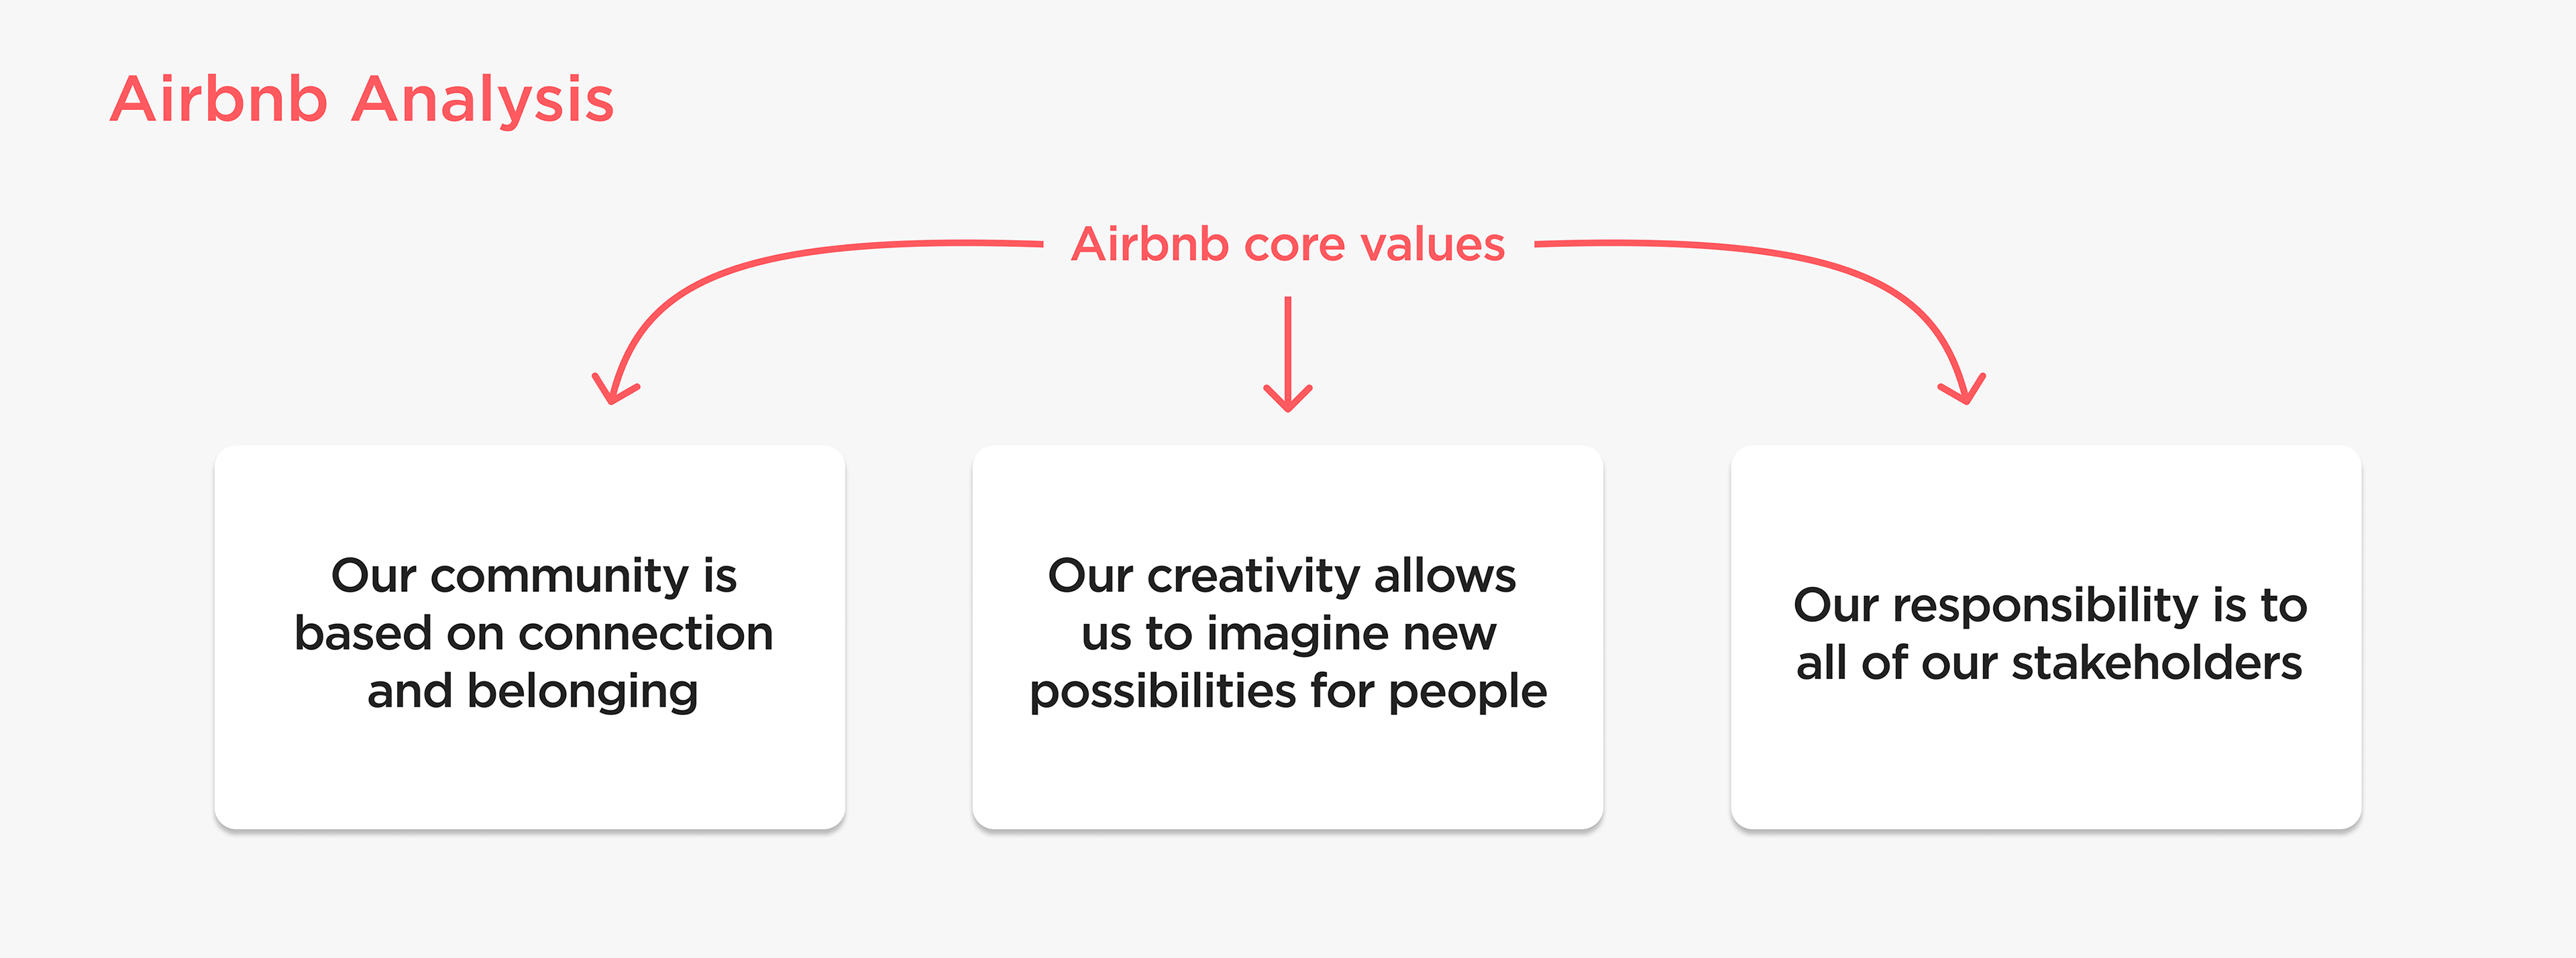 Airbnb Analysis
Airbnb core values
Our community is
based on connection
and belonging
Our creativity allows
us to imagine new
possibilities for people
Our responsibility is to
all of our stakeholders